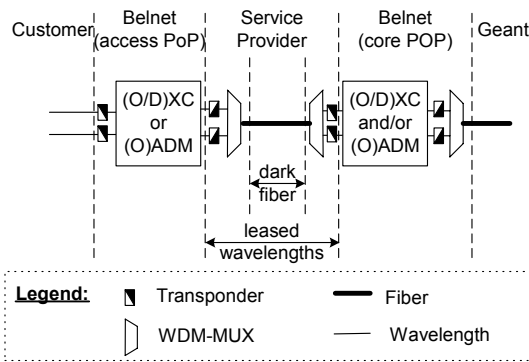 Customer
Belnet
(access PoP)
Service
Provider
Belnet
(core POP)
Geant
(O/D)XC
or
(O)ADM
(O/D)XC
and/or
(O)ADM
dark
fiber
leased
wavelengths
Legend:
Transponder
Fiber
WDM-MUX
Wavelength